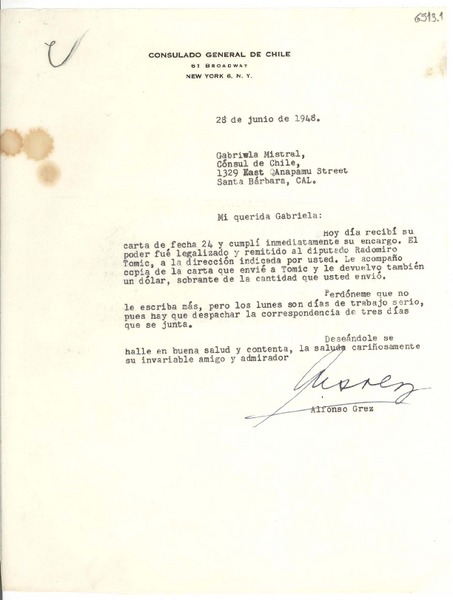 6313.1
CONSULADO GENERAL DE CHILE
61 BROADWAY
NEW YORK 6, N. Y.
28 de junio de 1948.
Gabriwla Mistral,
Cónsul de Chile,
1329 East QAnapamu Street
Santa Bárbara, CAL.
Mi querida Gabriela:
Hoy día recibí su
carta de fecha 24 y cumplí inmediatamente su encargo. El
poder fué legalizado y remitido al diputado Radomiro
Tomic, a la dirección indicada por usted. Le acompaño
copia de la carta que envié a Tomic y le devuelvo también
un dólar, sobrante de la cantidad que usted envió.
Perdóneme que no
le escriba más, pero los lunes son días de trabajo serio,
pues hay que despachar la correspondencia de tres días
que se junta.
Deseándole se
halle en buena salud y contenta, la saluda cariñosamente
su invariable amigo y admirador
Alfonso Grez